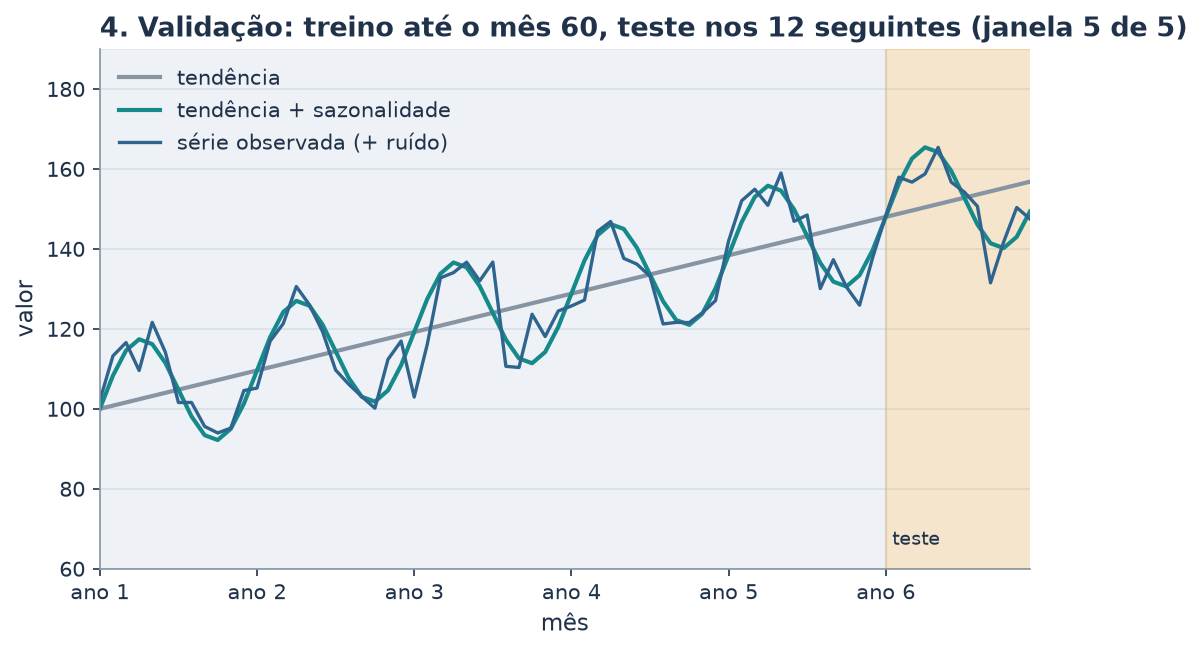 4. Validação: treino até o mês 60, teste nos 12 seguintes (janela 5 de 5)
tendência
tendência + sazonalidade
série observada (+ ruído)
valor
180
160
140
120
100
80
60
teste
ano 1 ano 2 ano 3 ano 4 ano 5 ano 6
mês